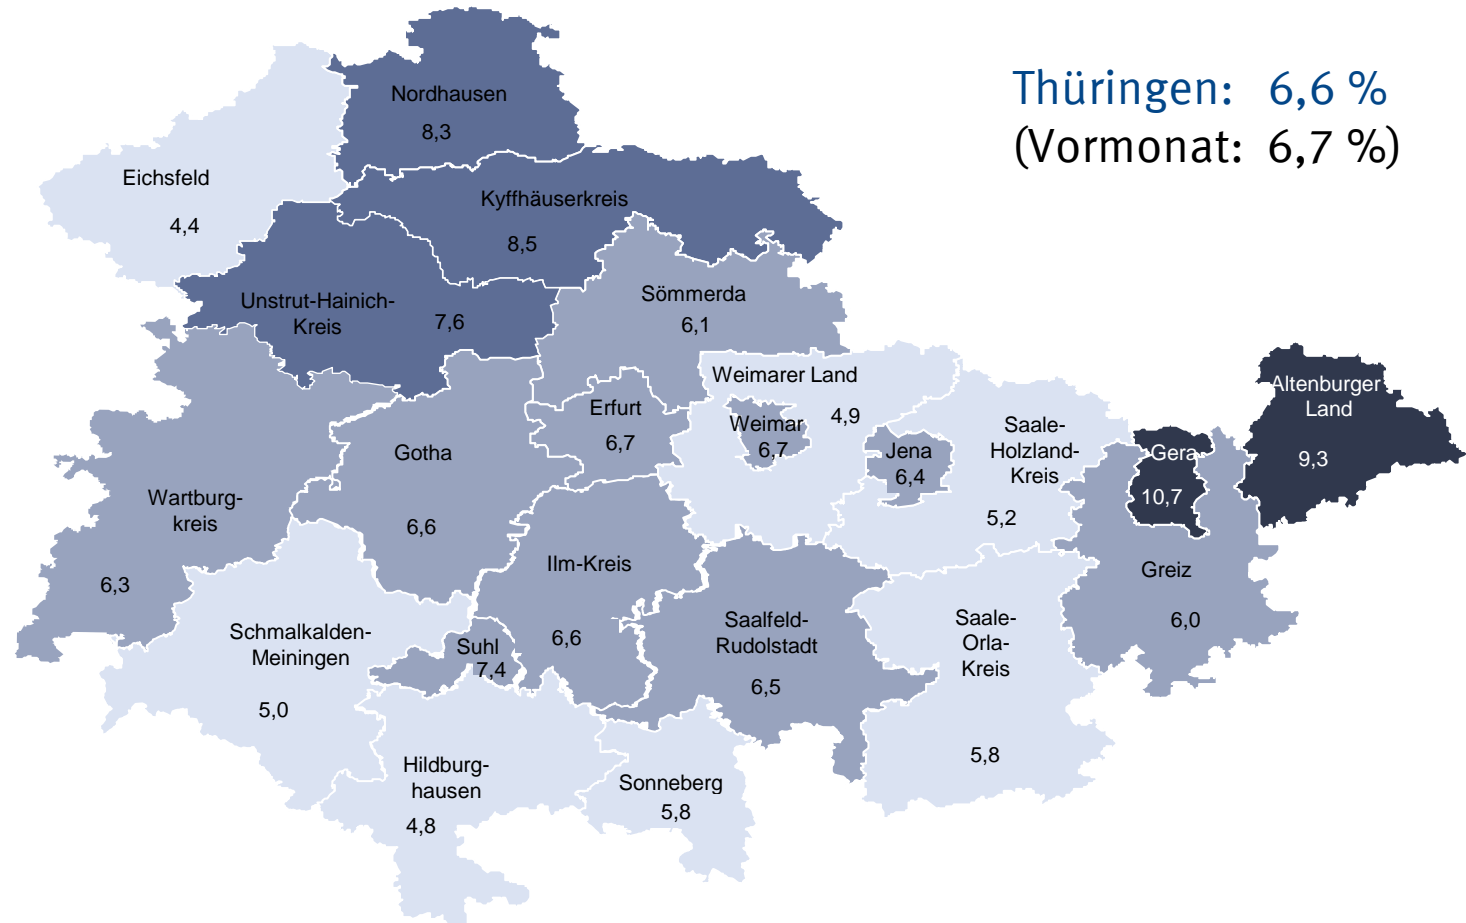 Thüringen: 6,6 %
(Vormonat: 6,7 %)
Nordhausen
8,3
Eichsfeld
4,4
Kyffhäuserkreis
8,5
Unstrut-Hainich-
Kreis
7,6
Sömmerda
6,1
Weimarer Land
4,9
Altenburger
Land
9,3
Erfurt
6,7
Weimar
6,7
Jena
6,4
Saale-
Holzland-
Kreis
5,2
Gera
10,7
Gotha
6,6
Wartburg-
kreis
6,3
Ilm-Kreis
6,6
Greiz
6,0
Schmalkalden-
Meiningen
5,0
Suhl
7,4
Saalfeld-
Rudolstadt
6,5
Saale-
Orla-
Kreis
5,8
Hildburg-
hausen
4,8
Sonneberg
5,8